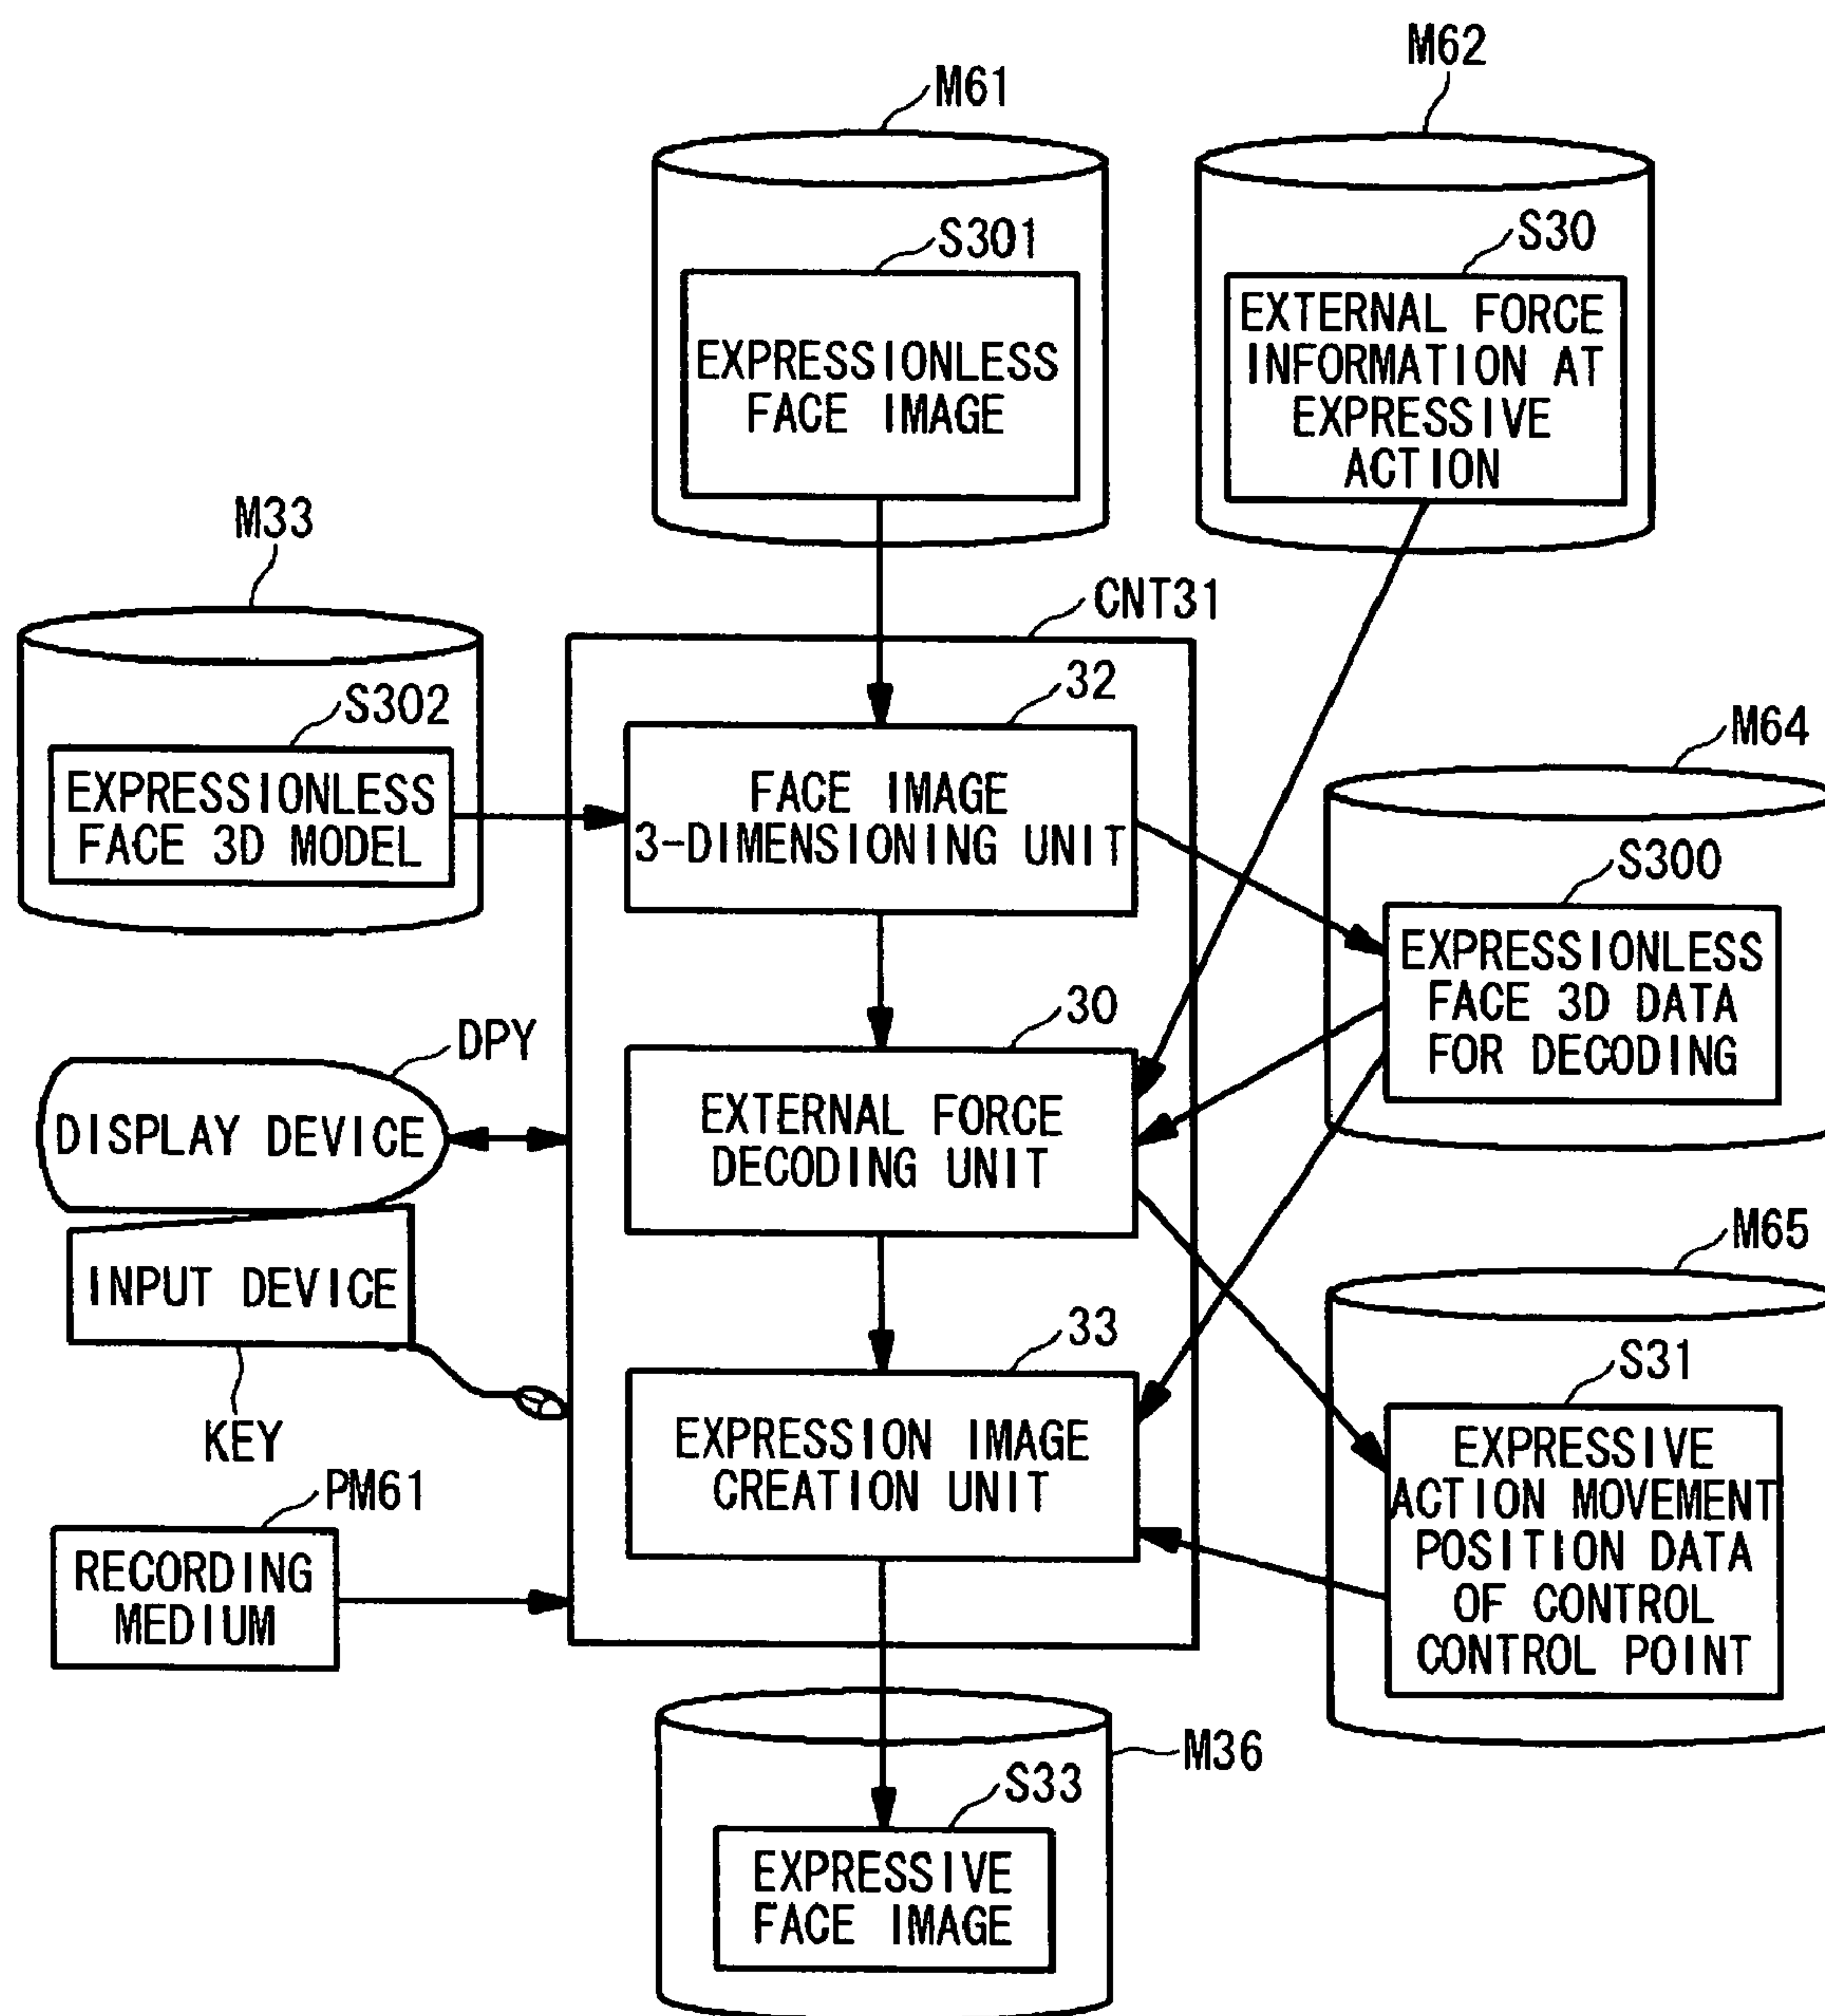 M61
M62
S301
EXPRESSIONLESS
FACE IMAGE
S30
EXTERNAL FORCE
INFORMATION AT
EXPRESSIVE
ACTION
M33
S302
EXPRESSIONLESS
FACE 3D MODEL
CNT31
32
FACE IMAGE
3-DIMENSIONING UNIT
M64
S300
EXPRESSIONLESS
FACE 3D DATA
FOR DECODING
30
EXTERNAL FORCE
DECODING UNIT
DPY
DISPLAY DEVICE
INPUT DEVICE
KEY
M65
S31
EXPRESSIVE
ACTION MOVEMENT
POSITION DATA
OF CONTROL
CONTROL POINT
33
EXPRESSION IMAGE
CREATION UNIT
PM61
RECORDING
MEDIUM
M36
S33
EXPRESSIVE
FACE IMAGE